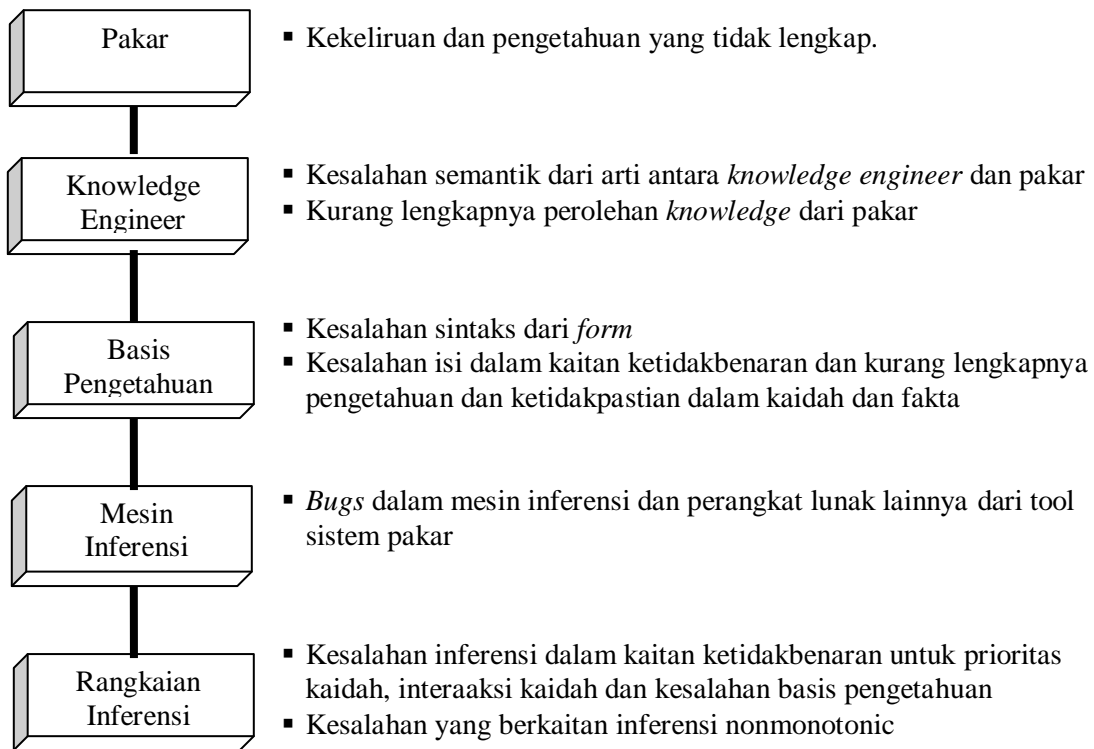 Pakar
▪ Kekeliruan dan pengetahuan yang tidak lengkap.
Knowledge
Engineer
▪ Kesalahan semantik dari arti antara knowledge engineer dan pakar
▪ Kurang lengkapnya perolehan knowledge dari pakar
Basis
Pengetahuan
▪ Kesalahan sintaks dari form
▪ Kesalahan isi dalam kaitan ketidakbenaran dan kurang lengkapnya
pengetahuan dan ketidakpastian dalam kaidah dan fakta
Mesin
Inferensi
▪ Bugs dalam mesin inferensi dan perangkat lunak lainnya dari tool
sistem pakar
Rangkaian
Inferensi
▪ Kesalahan inferensi dalam kaitan ketidakbenaran untuk prioritas
kaidah, interaaksi kaidah dan kesalahan basis pengetahuan
▪ Kesalahan yang berkaitan inferensi nonmonotonic